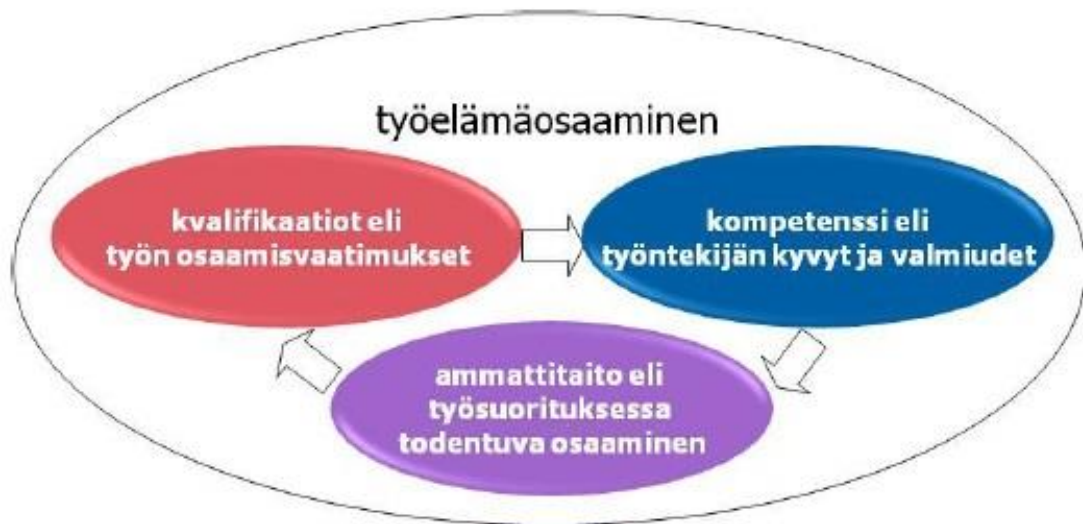 työelämäosaaminen
kvalifikaatiot eli
työn osaamisvaatimukset
kompetenssi eli
työntekijän kyvyt ja valmiudet
ammattitaito eli
työsuorituksessa
todentuva osaaminen